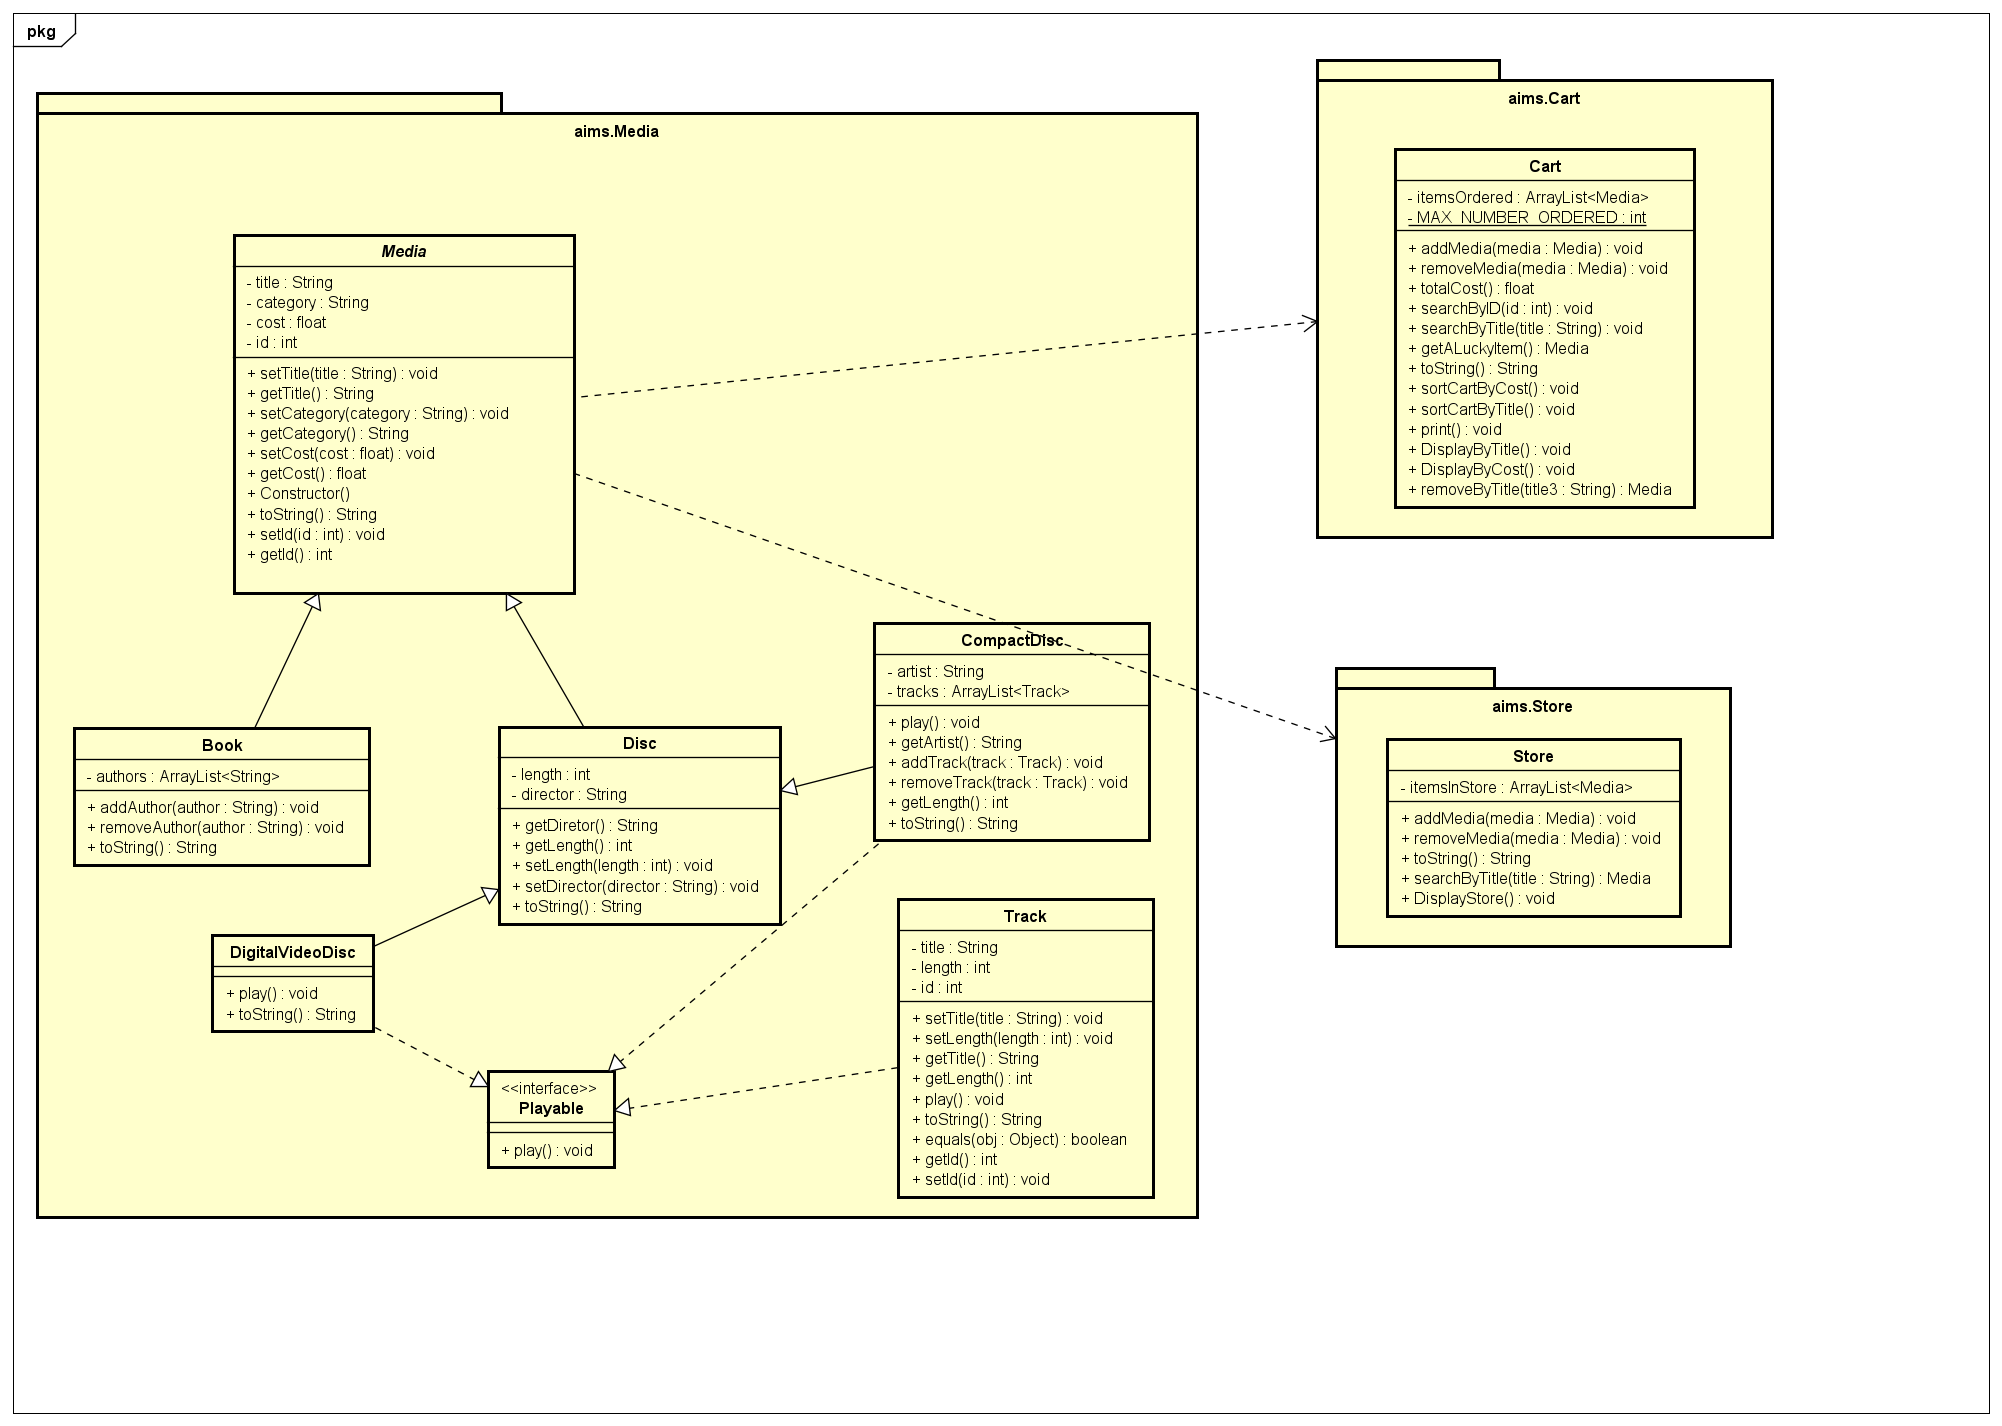 pkg
aims.Media
Media
- title : String
- category : String
- cost : float
- id : int
+ setTitle(title : String) : void
+ getTitle() : String
+ setCategory(category : String) : void
+ getCategory() : String
+ setCost(cost : float) : void
+ getCost() : float
+ Constructor()
+ toString() : String
+ setId(id : int) : void
+ getId() : int
Book
- authors : ArrayList<String>
+ addAuthor(author : String) : void
+ removeAuthor(author : String) : void
+ toString() : String
Disc
- length : int
- director : String
+ getDiretor() : String
+ getLength() : int
+ setLength(length : int) : void
+ setDirector(director : String) : void
+ toString() : String
CompactDisc
- artist : String
- tracks : ArrayList<Track>
+ play() : void
+ getArtist() : String
+ addTrack(track : Track) : void
+ removeTrack(track : Track) : void
+ getLength() : int
+ toString() : String
DigitalVideoDisc
+ play() : void
+ toString() : String
<<interface>>
Playable
+ play() : void
Track
- title : String
- length : int
- id : int
+ setTitle(title : String) : void
+ setLength(length : int) : void
+ getTitle() : String
+ getLength() : int
+ play() : void
+ toString() : String
+ equals(obj : Object) : boolean
+ getId() : int
+ setId(id : int) : void
aims.Cart
Cart
- itemsOrdered : ArrayList<Media>
- MAX_NUMBER_ORDERED : int
+ addMedia(media : Media) : void
+ removeMedia(media : Media) : void
+ totalCost() : float
+ searchByID(id : int) : void
+ searchByTitle(title : String) : void
+ getALuckyItem() : Media
+ toString() : String
+ sortCartByCost() : void
+ sortCartByTitle() : void
+ print() : void
+ DisplayByTitle() : void
+ DisplayByCost() : void
+ removeByTitle(title3 : String) : Media
aims.Store
Store
- itemsInStore : ArrayList<Media>
+ addMedia(media : Media) : void
+ removeMedia(media : Media) : void
+ toString() : String
+ searchByTitle(title : String) : Media
+ DisplayStore() : void